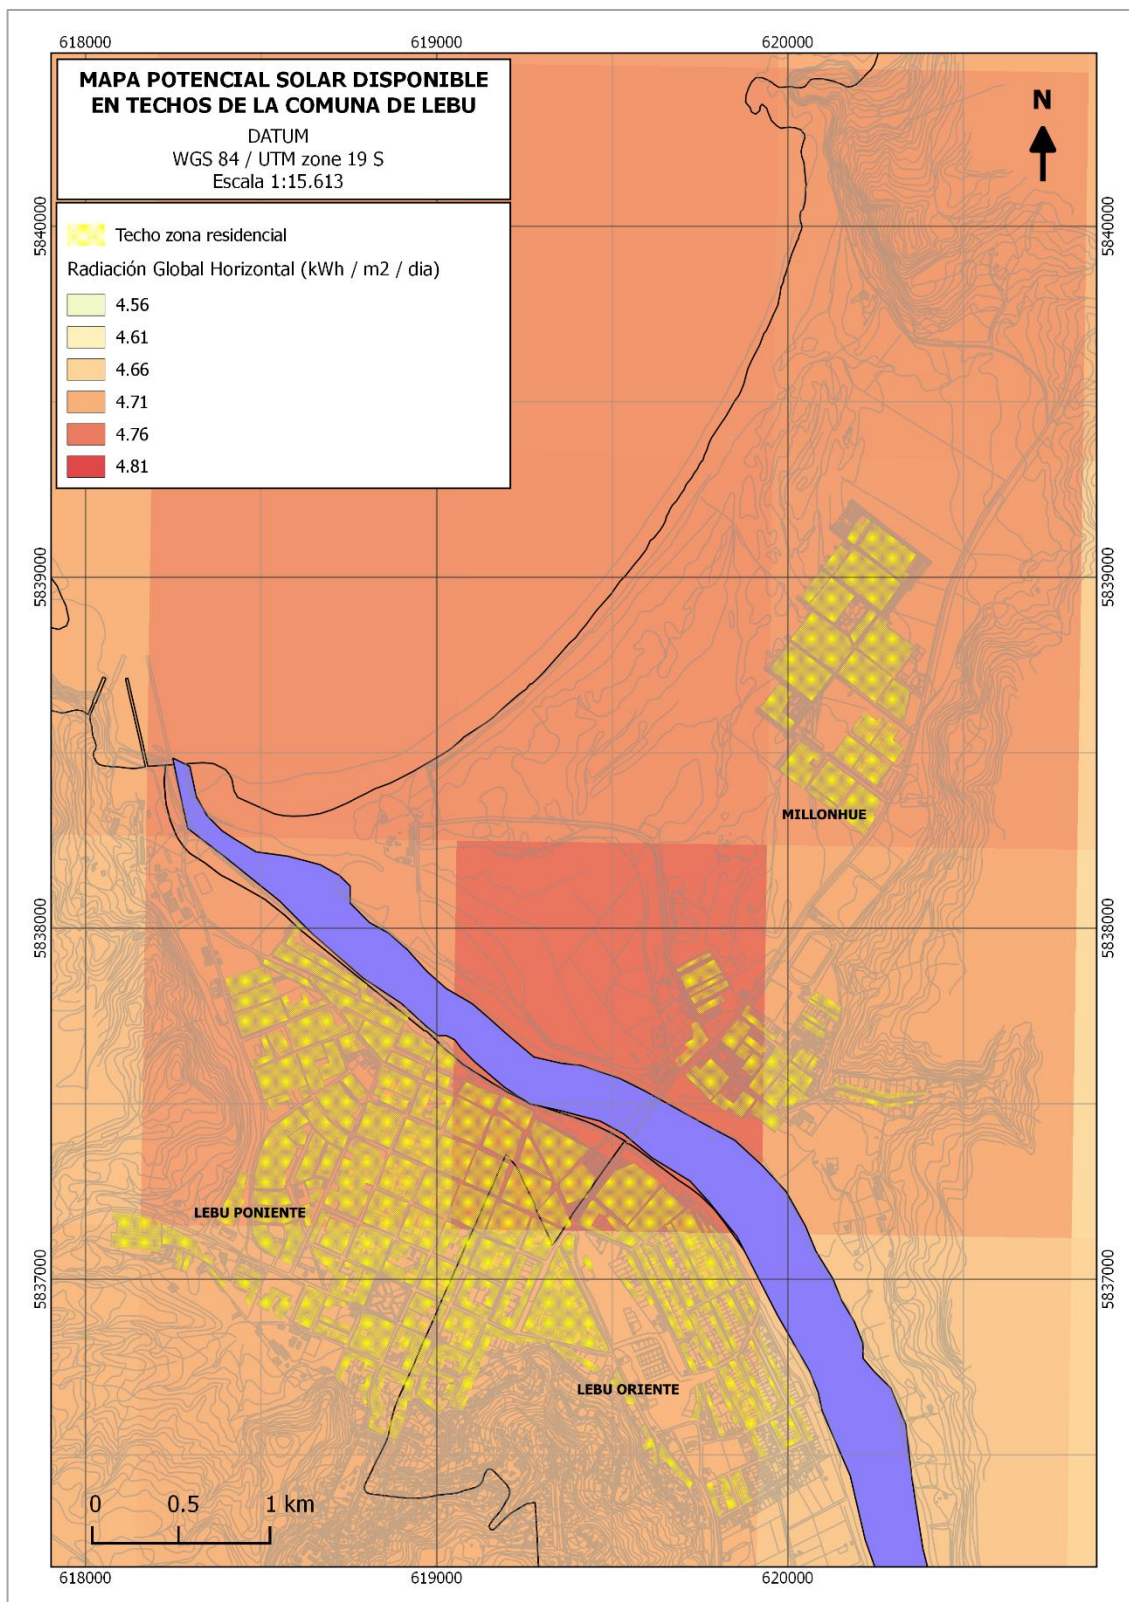 618000
619000
620000
MAPA POTENCIAL SOLAR DISPONIBLE
EN TECHOS DE LA COMUNA DE LEBU
DATUM
WGS 84 / UTM zone 19 S
Escala 1:15.613
N
Techo zona residencial
Radiación Global Horizontal (kWh / m2 / dia)
4.56
4.61
4.66
4.71
4.76
4.81
5840000
5840000
5839000
5839000
MILLONHUE
5838000
5838000
LEBU PONIENTE
5837000
5837000
LEBU ORIENTE
0 0.5 1 km
618000
619000
620000